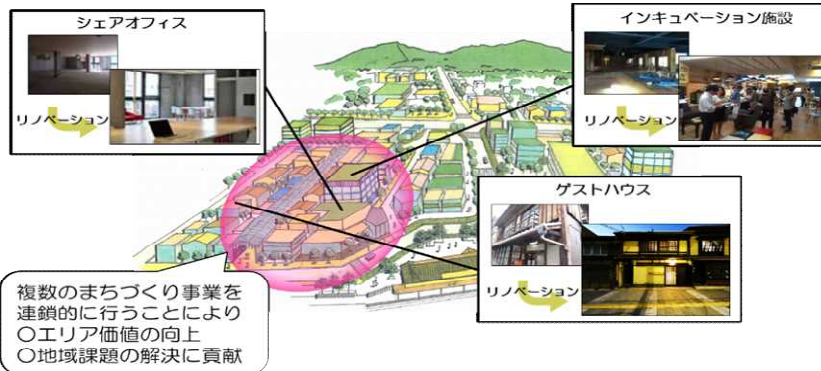 シェアオフィス
リノベーション
インキュベーション施設
リノベーション
ゲストハウス
リノベーション
複数のまちづくり事業を
連鎖的に行うことにより
〇エリア価値の向上
〇地域課題の解決に貢献